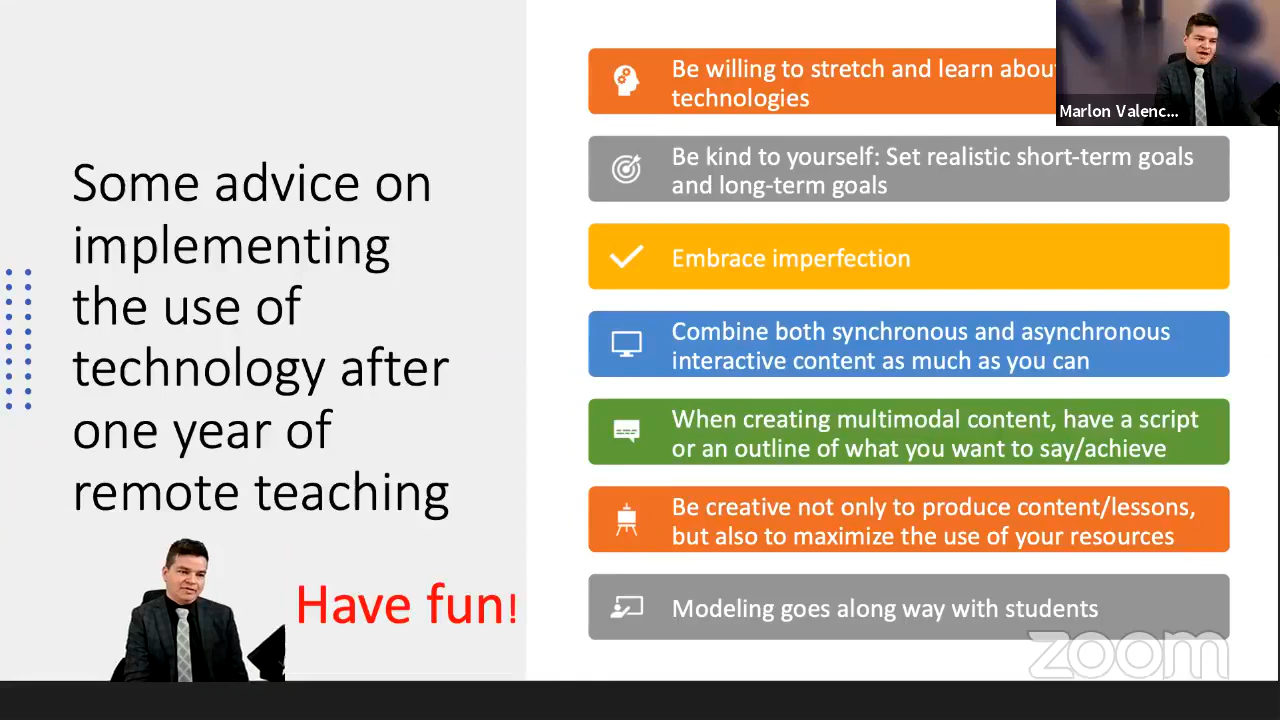 Some advice on
implementing
the use of
technology after
one year of
remote teaching
Have fun!
Be willing to stretch and learn about
technologies
Be kind to yourself: Set realistic short-term goals
and long-term goals
Embrace imperfection
Combine both synchronous and asynchronous
interactive content as much as you can
When creating multimodal content, have a script
or an outline of what you want to say/achieve
Be creative not only to produce content/lessons,
but also to maximize the use of your resources
Modeling goes along way with students
Marlon Valenc...
zoom